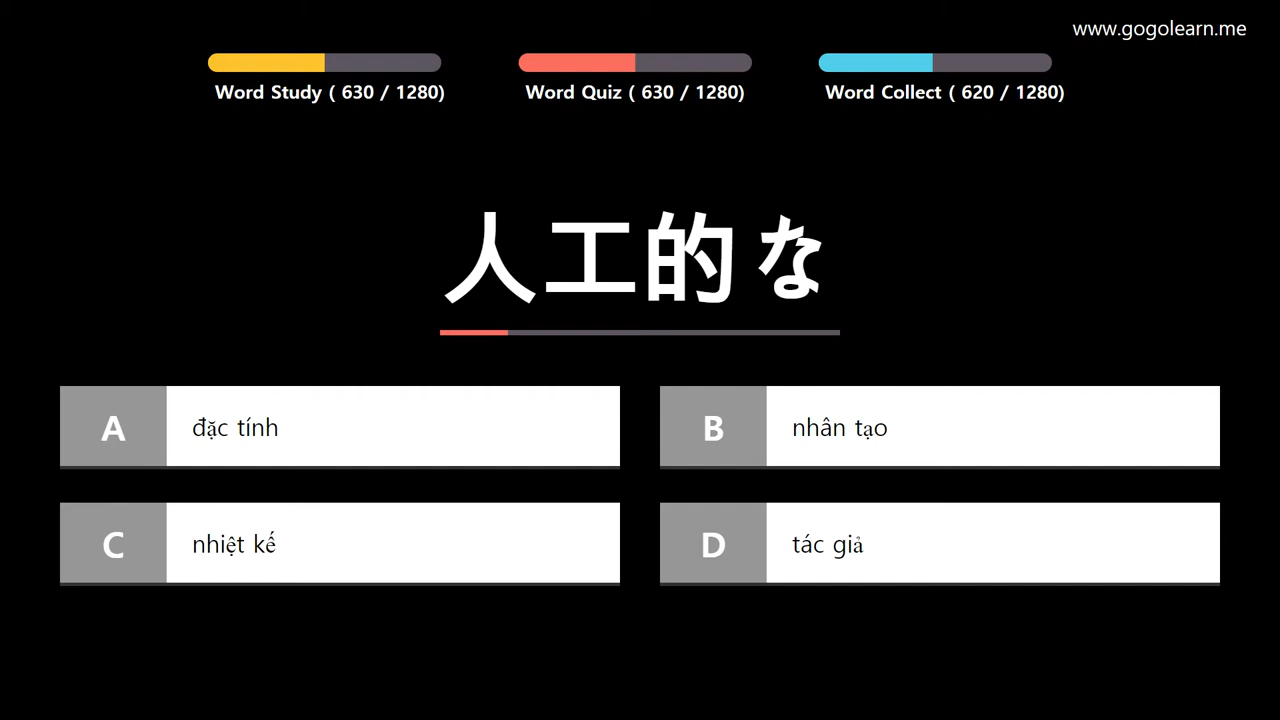 www.gogolearn.me
Word Study ( 630 / 1280)
Word Quiz ( 630 / 1280)
Word Collect ( 620 / 1280)
人工的な
A đặc tính
B nhân tạo
C nhiệt kế
D tác giả